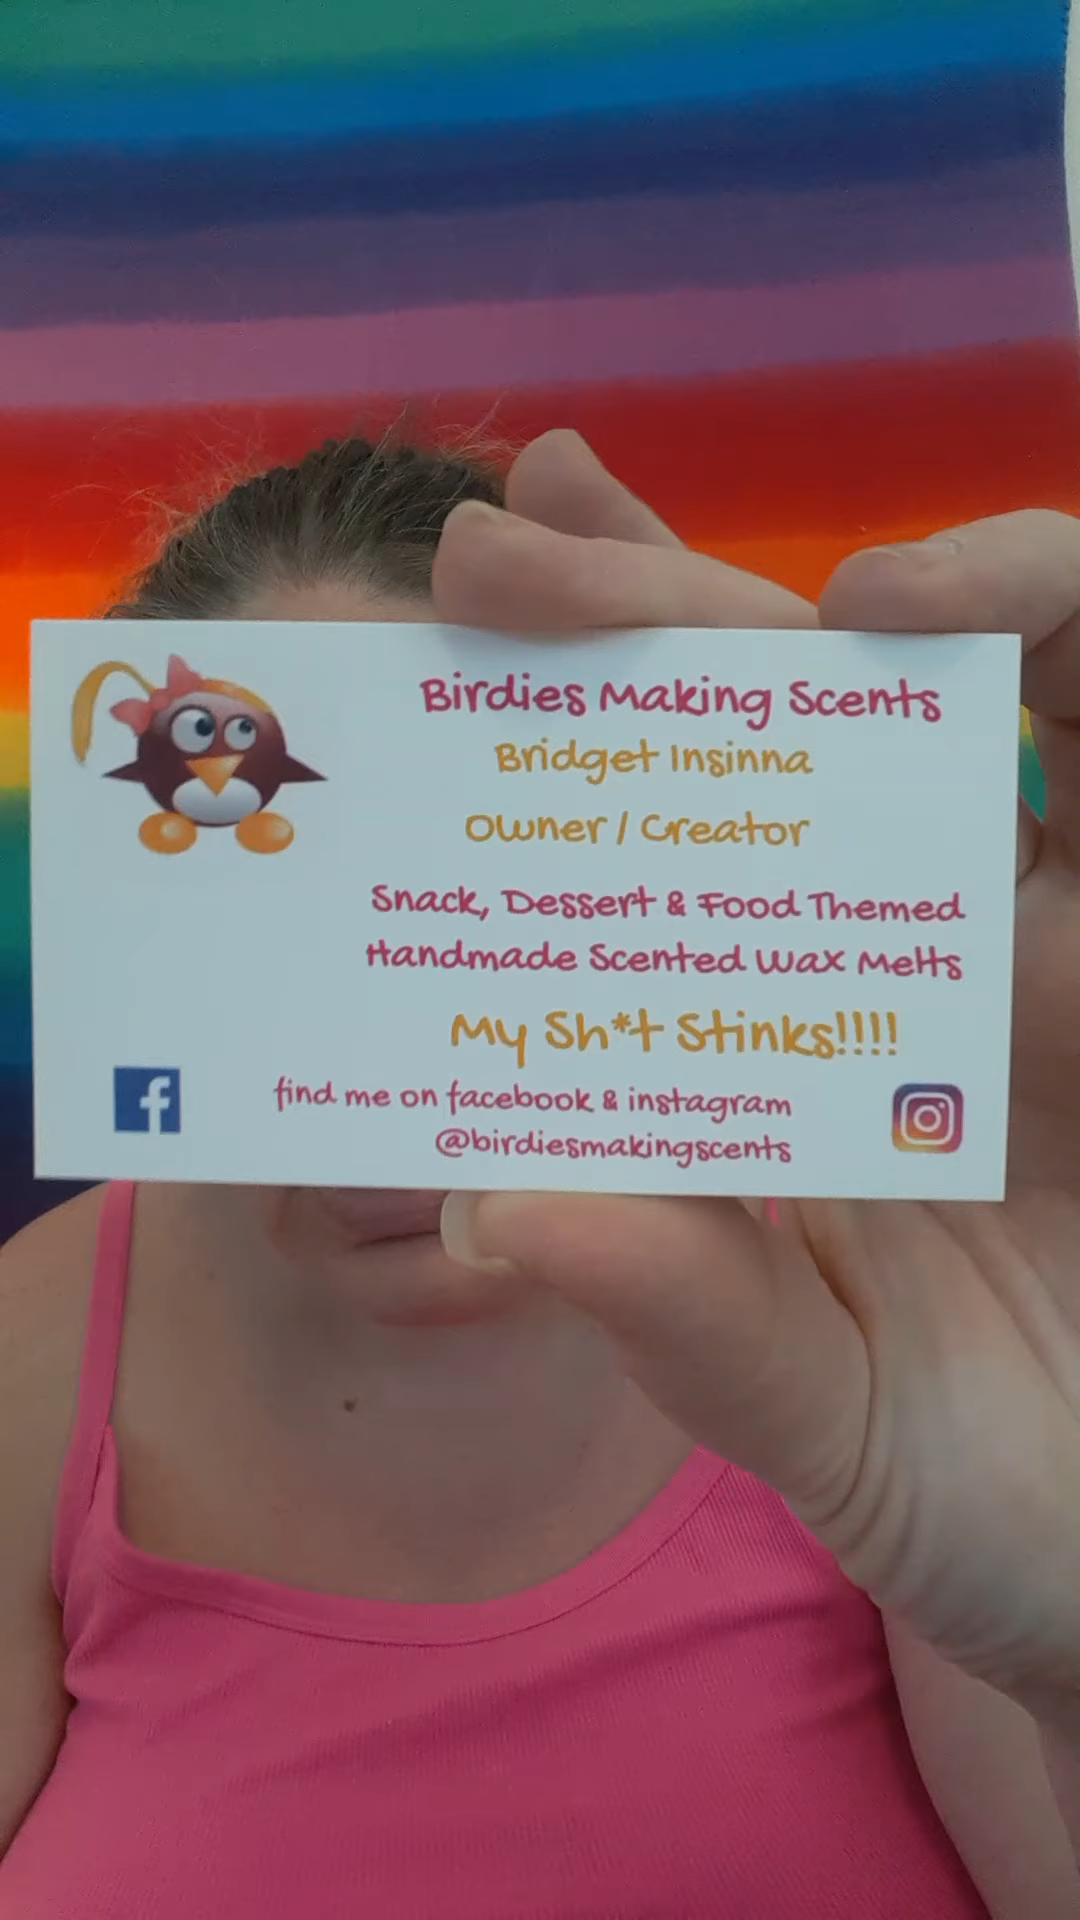 Birdies Making Scents
Bridget Insinna
Owner / Creator
Snack, Dessert & Food Themed
Handmade Scented Wax Melts
My Sh*t Stinks!!!!
find me on facebook & instagram
@birdiesmakingscents